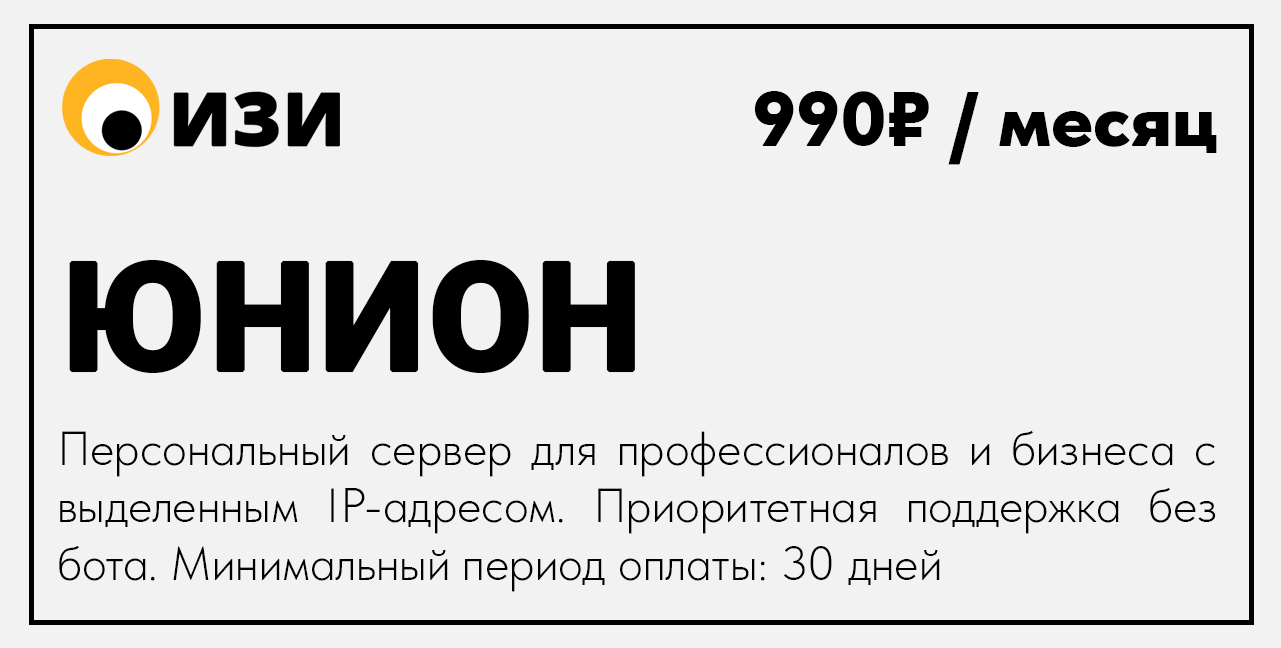 изи
990₽ / месяц
ЮНИОН
Персональный сервер для профессионалов и бизнеса с
выделенным IP-адресом. Приоритетная поддержка без
бота. Минимальный период оплаты: 30 дней